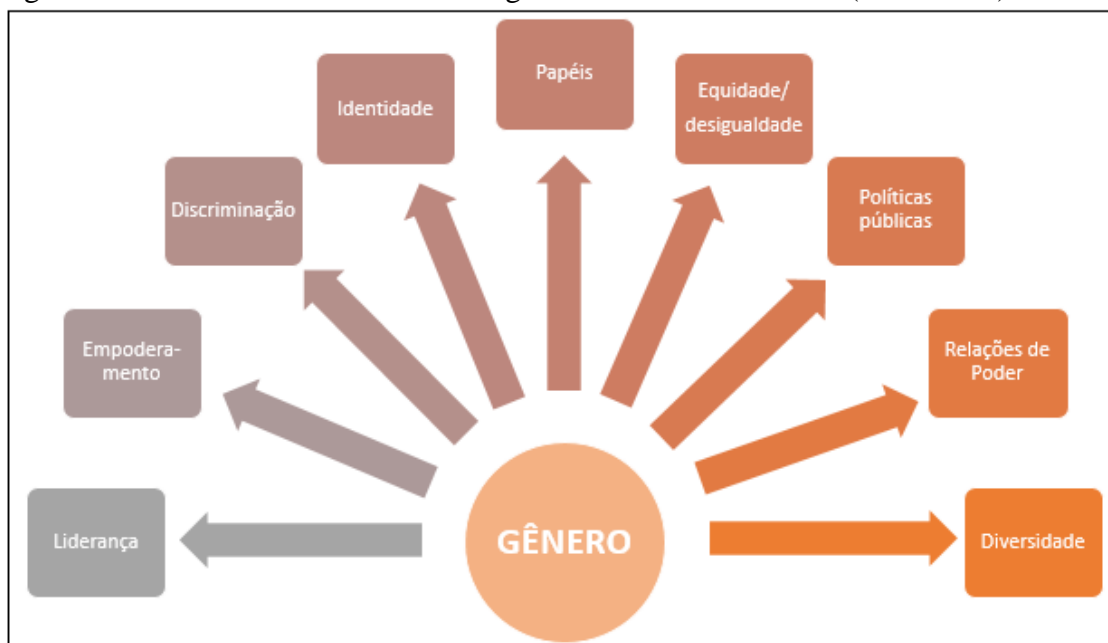 Papéis
Identidade
Equidade/
desigualdade
Discriminação
Políticas
públicas
Empodera-
mento
Relações de
Poder
Liderança
GÊNERO
Diversidade